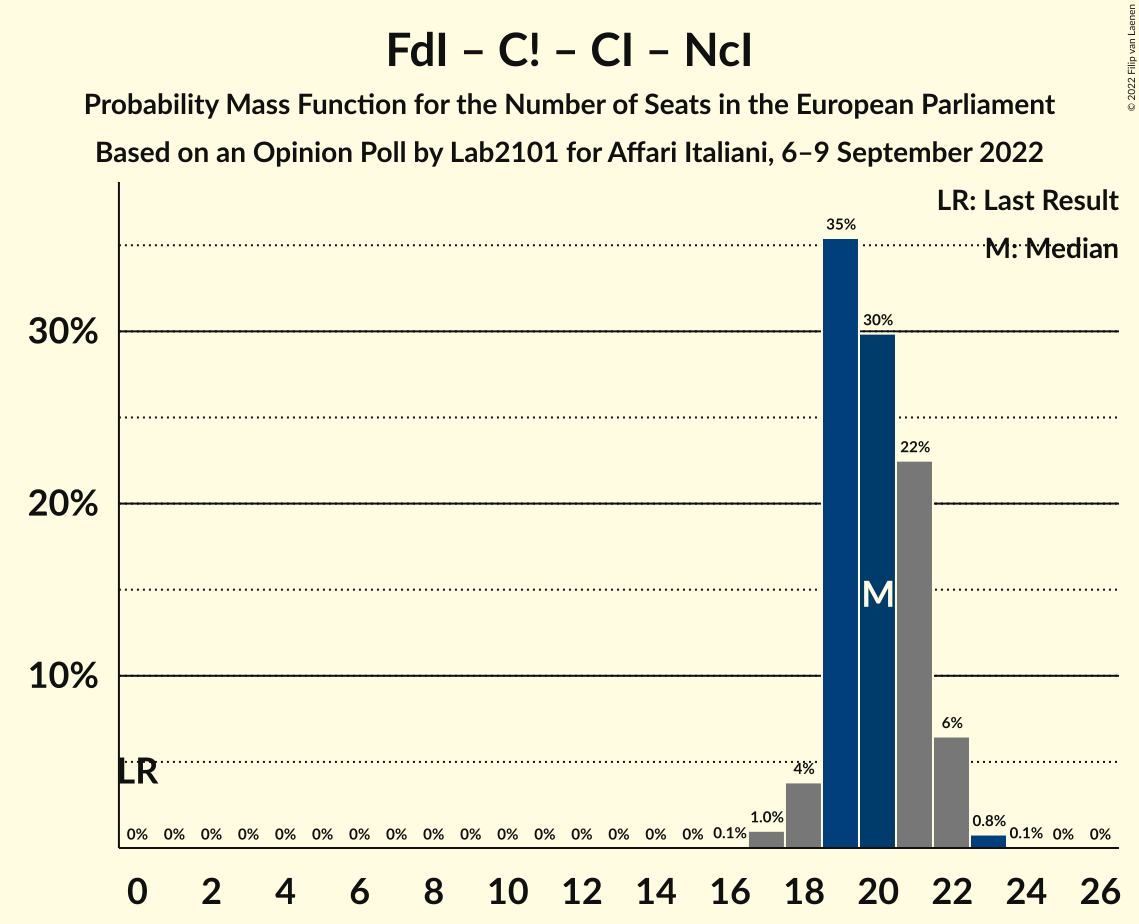 FdI – C! – CI – NcI
Probability Mass Function for the Number of Seats in the European Parliament
Based on an Opinion Poll by Lab2101 for Affari Italiani, 6–9 September 2022
© 2022 Filip van Laenen
LR: Last Result
M: Median
35%
30%
30%
22%
20%
M
10%
6%
4%
LR
1.0%
0.8%
0% 0% 0% 0% 0% 0% 0% 0% 0% 0% 0% 0% 0% 0% 0% 0% 0.1% 0.1% 0% 0%
0 2 4 6 8 10 12 14 16 18 20 22 24 26